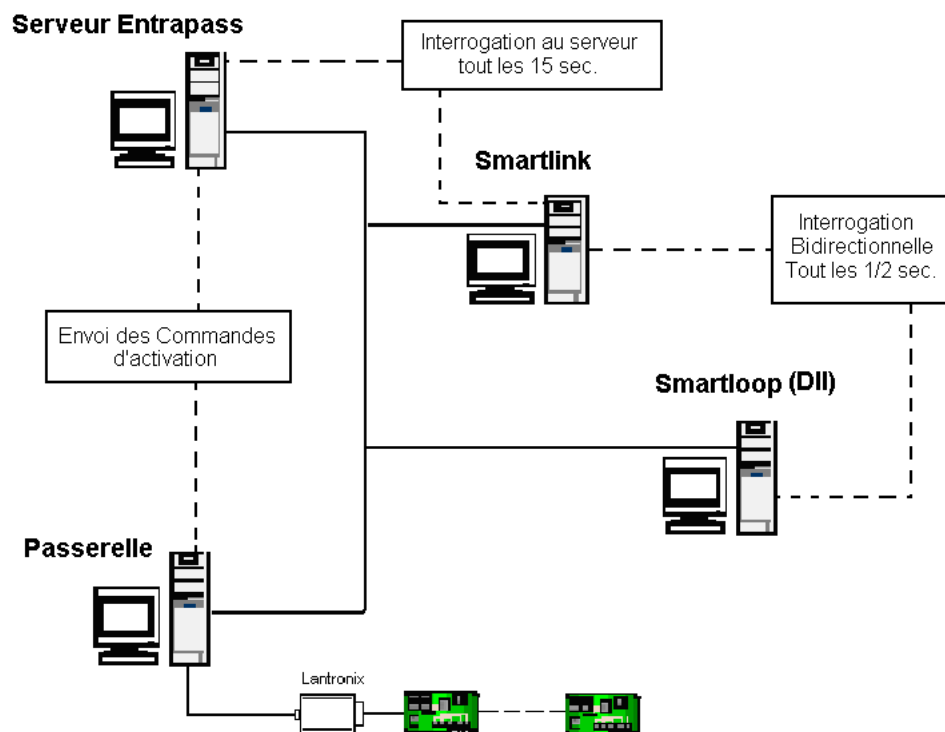 Serveur Entrapass
Interrogation au serveur
tout les 15 sec.
Smartlink
Interrogation
Bidirectionnelle
Tout les 1/2 sec.
Envoi des Commandes
d'activation
Smartloop (Dll)
Passerelle
Lantronix